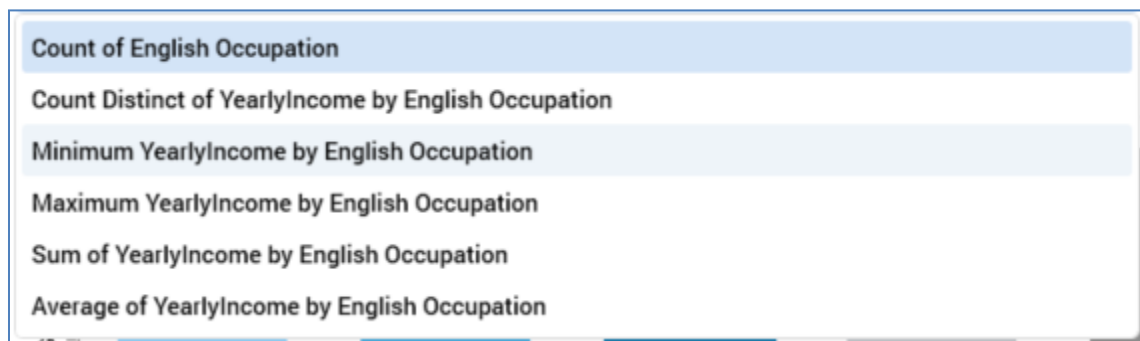 Count of English Occupation
Count Distinct of YearlyIncome by English Occupation
Minimum YearlyIncome by English Occupation
Maximum YearlyIncome by English Occupation
Sum of YearlyIncome by English Occupation
Average of YearlyIncome by English Occupation